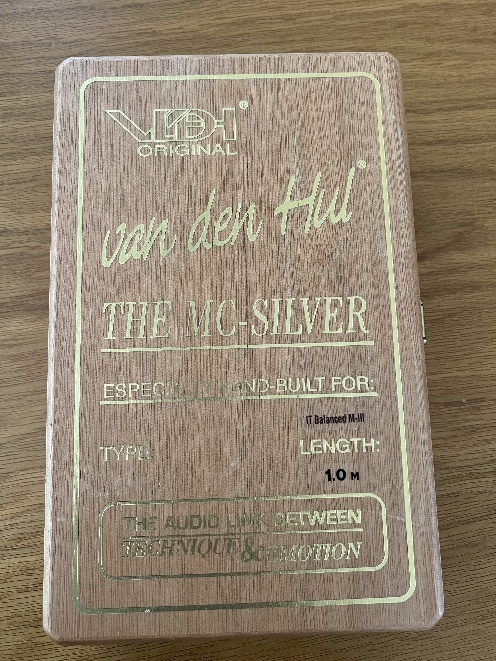 VDH®
ORIGINAL
van den Hul®
THE MC-SILVER
ESPECIALLY HAND-BUILT FOR:
IT Balanced M-III
TYPE: LENGTH:
1.0 M
THE AUDIO LINK BETWEEN
TECHNIQUE & EMOTION